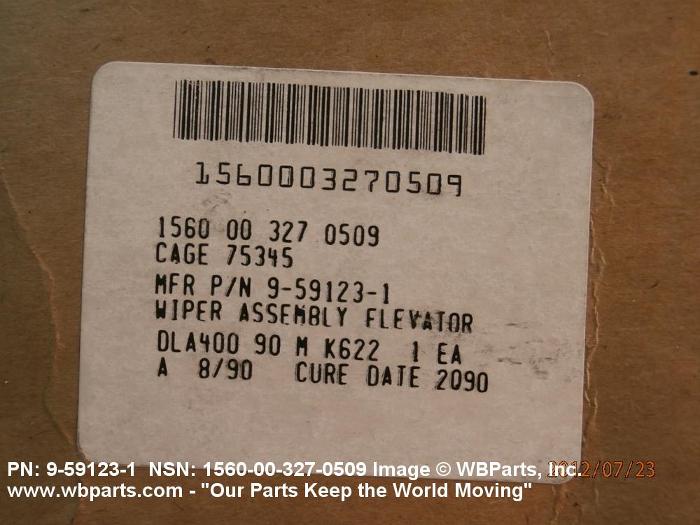 1560003270509
1560 00 327 0509
CAGE 75345
MFR P/N 9-59123-1
WIPER ASSEMBLY FLEVATOR
DLA400 90 M K622 1 EA
A 8/90 CURE DATE 2090
PN: 9-59123-1 NSN: 1560-00-327-0509 Image © WBParts, Inc.
2012/07/23
www.wbparts.com - "Our Parts Keep the World Moving"